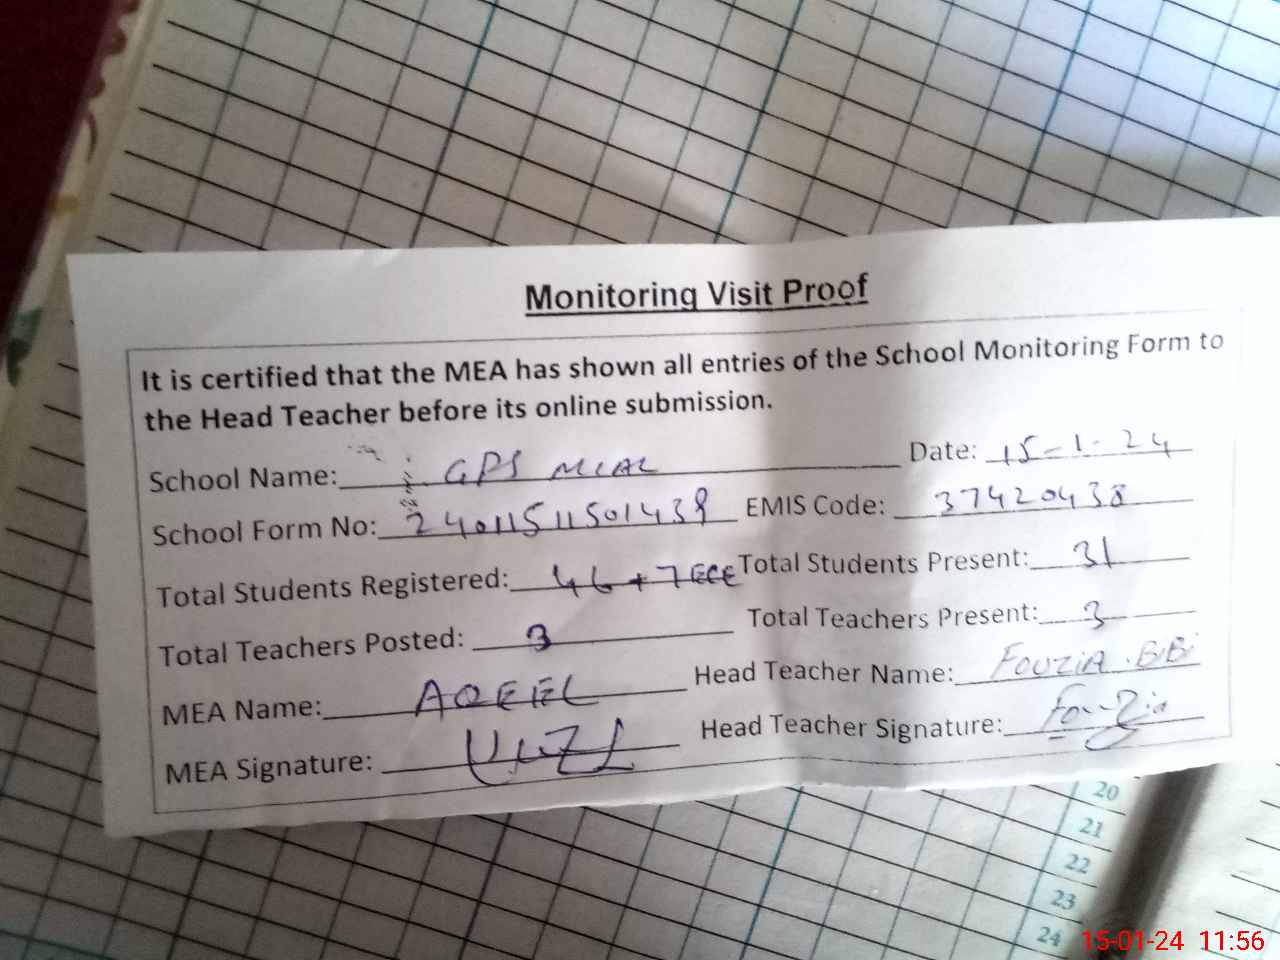 Monitoring Visit Proof
It is certified that the MEA has shown all entries of the School Monitoring Form to
the Head Teacher before its online submission.
School Name: GPS MIAL Date: 15-1-24
School Form No: 24011511501438 EMIS Code: 37420438
Total Students Registered: 46+7ECE Total Students Present: 31
Total Teachers Posted: 3 Total Teachers Present: 3
MEA Name: AQEEL Head Teacher Name: FOUZIA.BiBi
MEA Signature: Head Teacher Signature: Fouzia
20
21
22
23
24
15-01-24 11:56